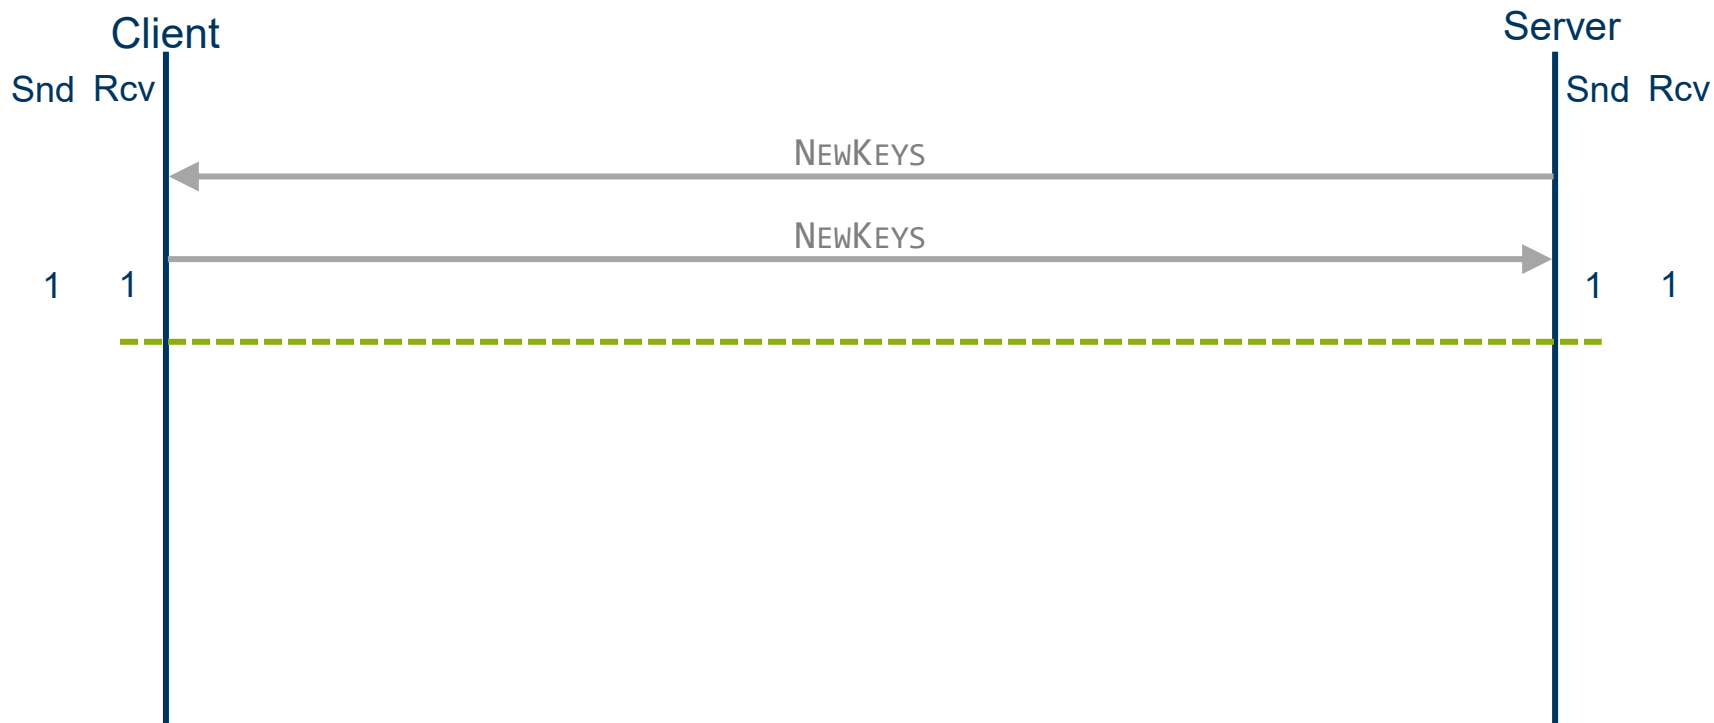 Client Server
Snd Rcv Snd Rcv
NEWKEYS
NEWKEYS
1 1 1 1